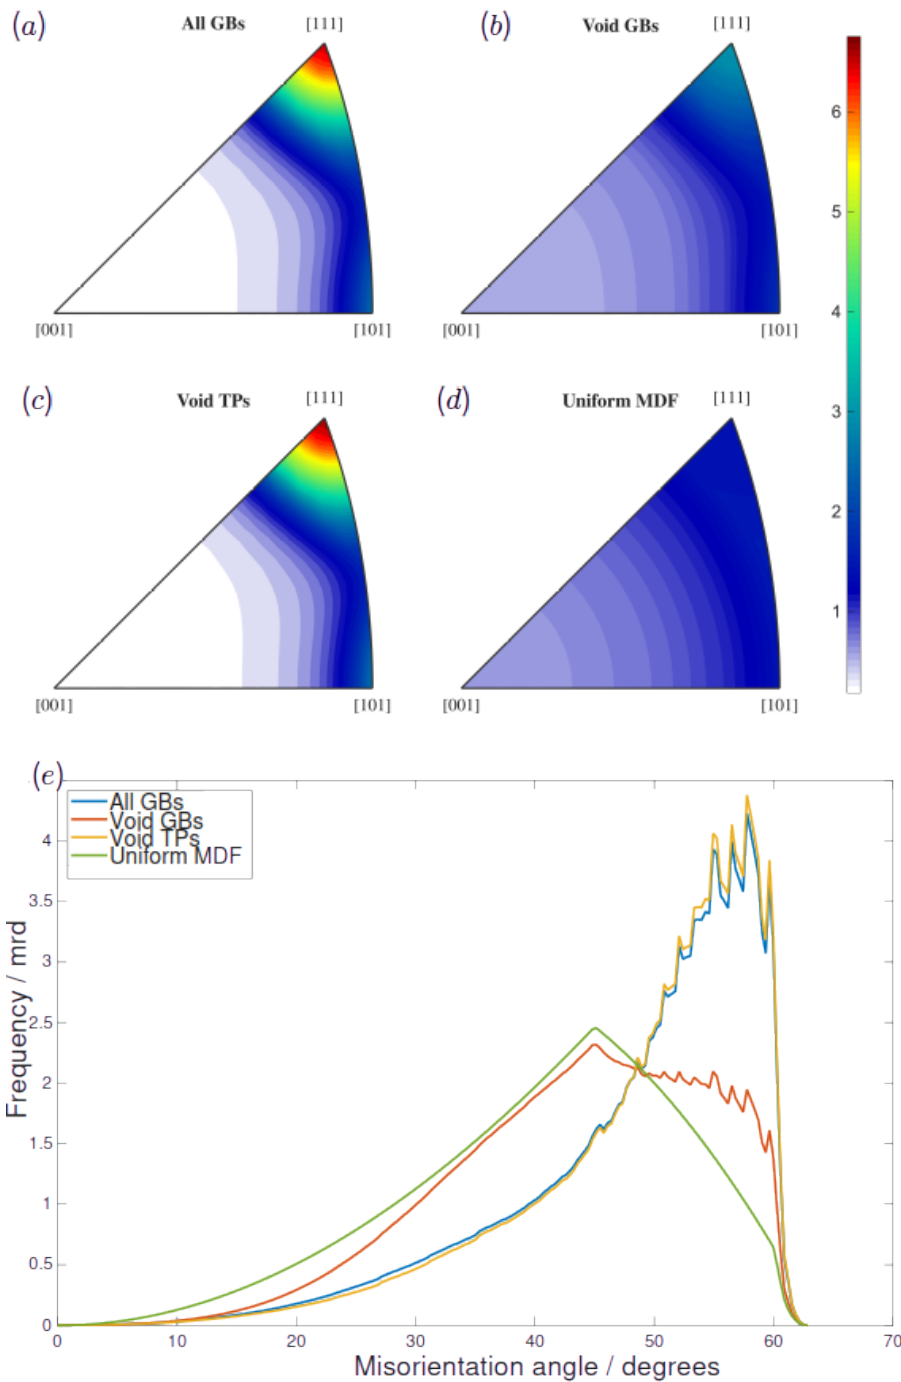 (a) All GBs [111] (b) Void GBs [111]
6
5
4
3
2
1
[001] [101] [001] [101]
(c) Void TPs [111] (d) Uniform MDF [111]
[001] [101] [001] [101]
(e)
All GBs
Void GBs
Void TPs
Uniform MDF
Frequency / mrd
4
3.5
3
2.5
2
1.5
1
0.5
0
0 10 20 30 40 50 60 70
Misorientation angle / degrees